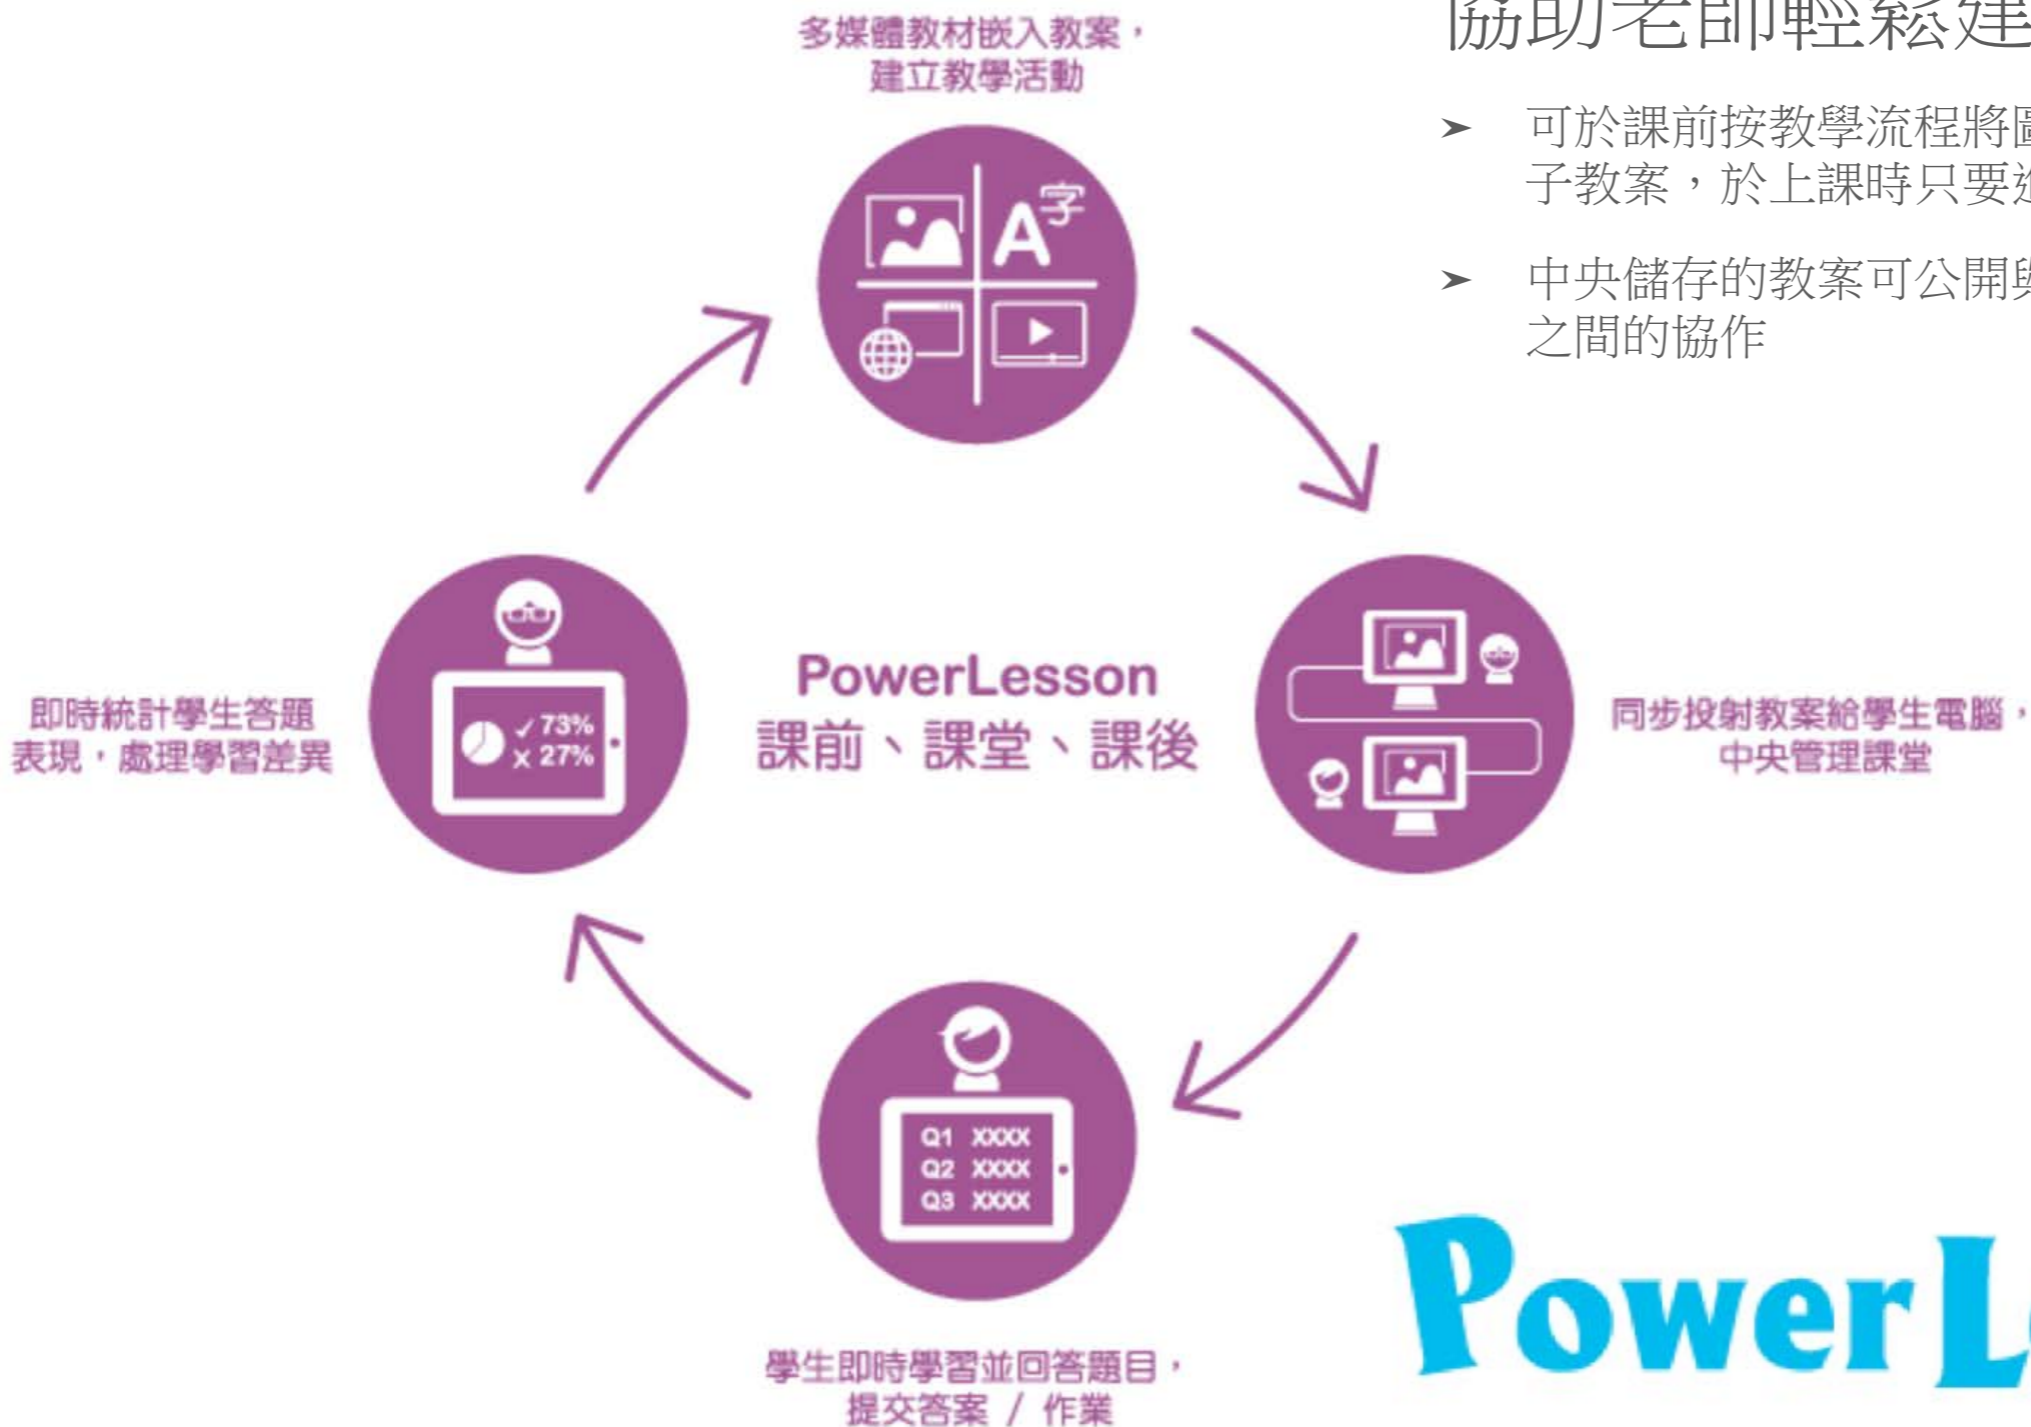 多媒體教材嵌入教案，
建立教學活動
A字
協助老師輕鬆建
➤ 可於課前按教學流程將
子教案，於上課時只要
➤ 中央儲存的教案可公開
之間的協作
即時統計學生答題
表現，處理學習差異
✓ 73%
× 27%
PowerLesson
課前、課堂、課後
同步投射教案給學生電腦，
中央管理課堂
Q1 XXXX
Q2 XXXX
Q3 XXXX
學生即時學習並回答題目，
提交答案 / 作業
PowerL